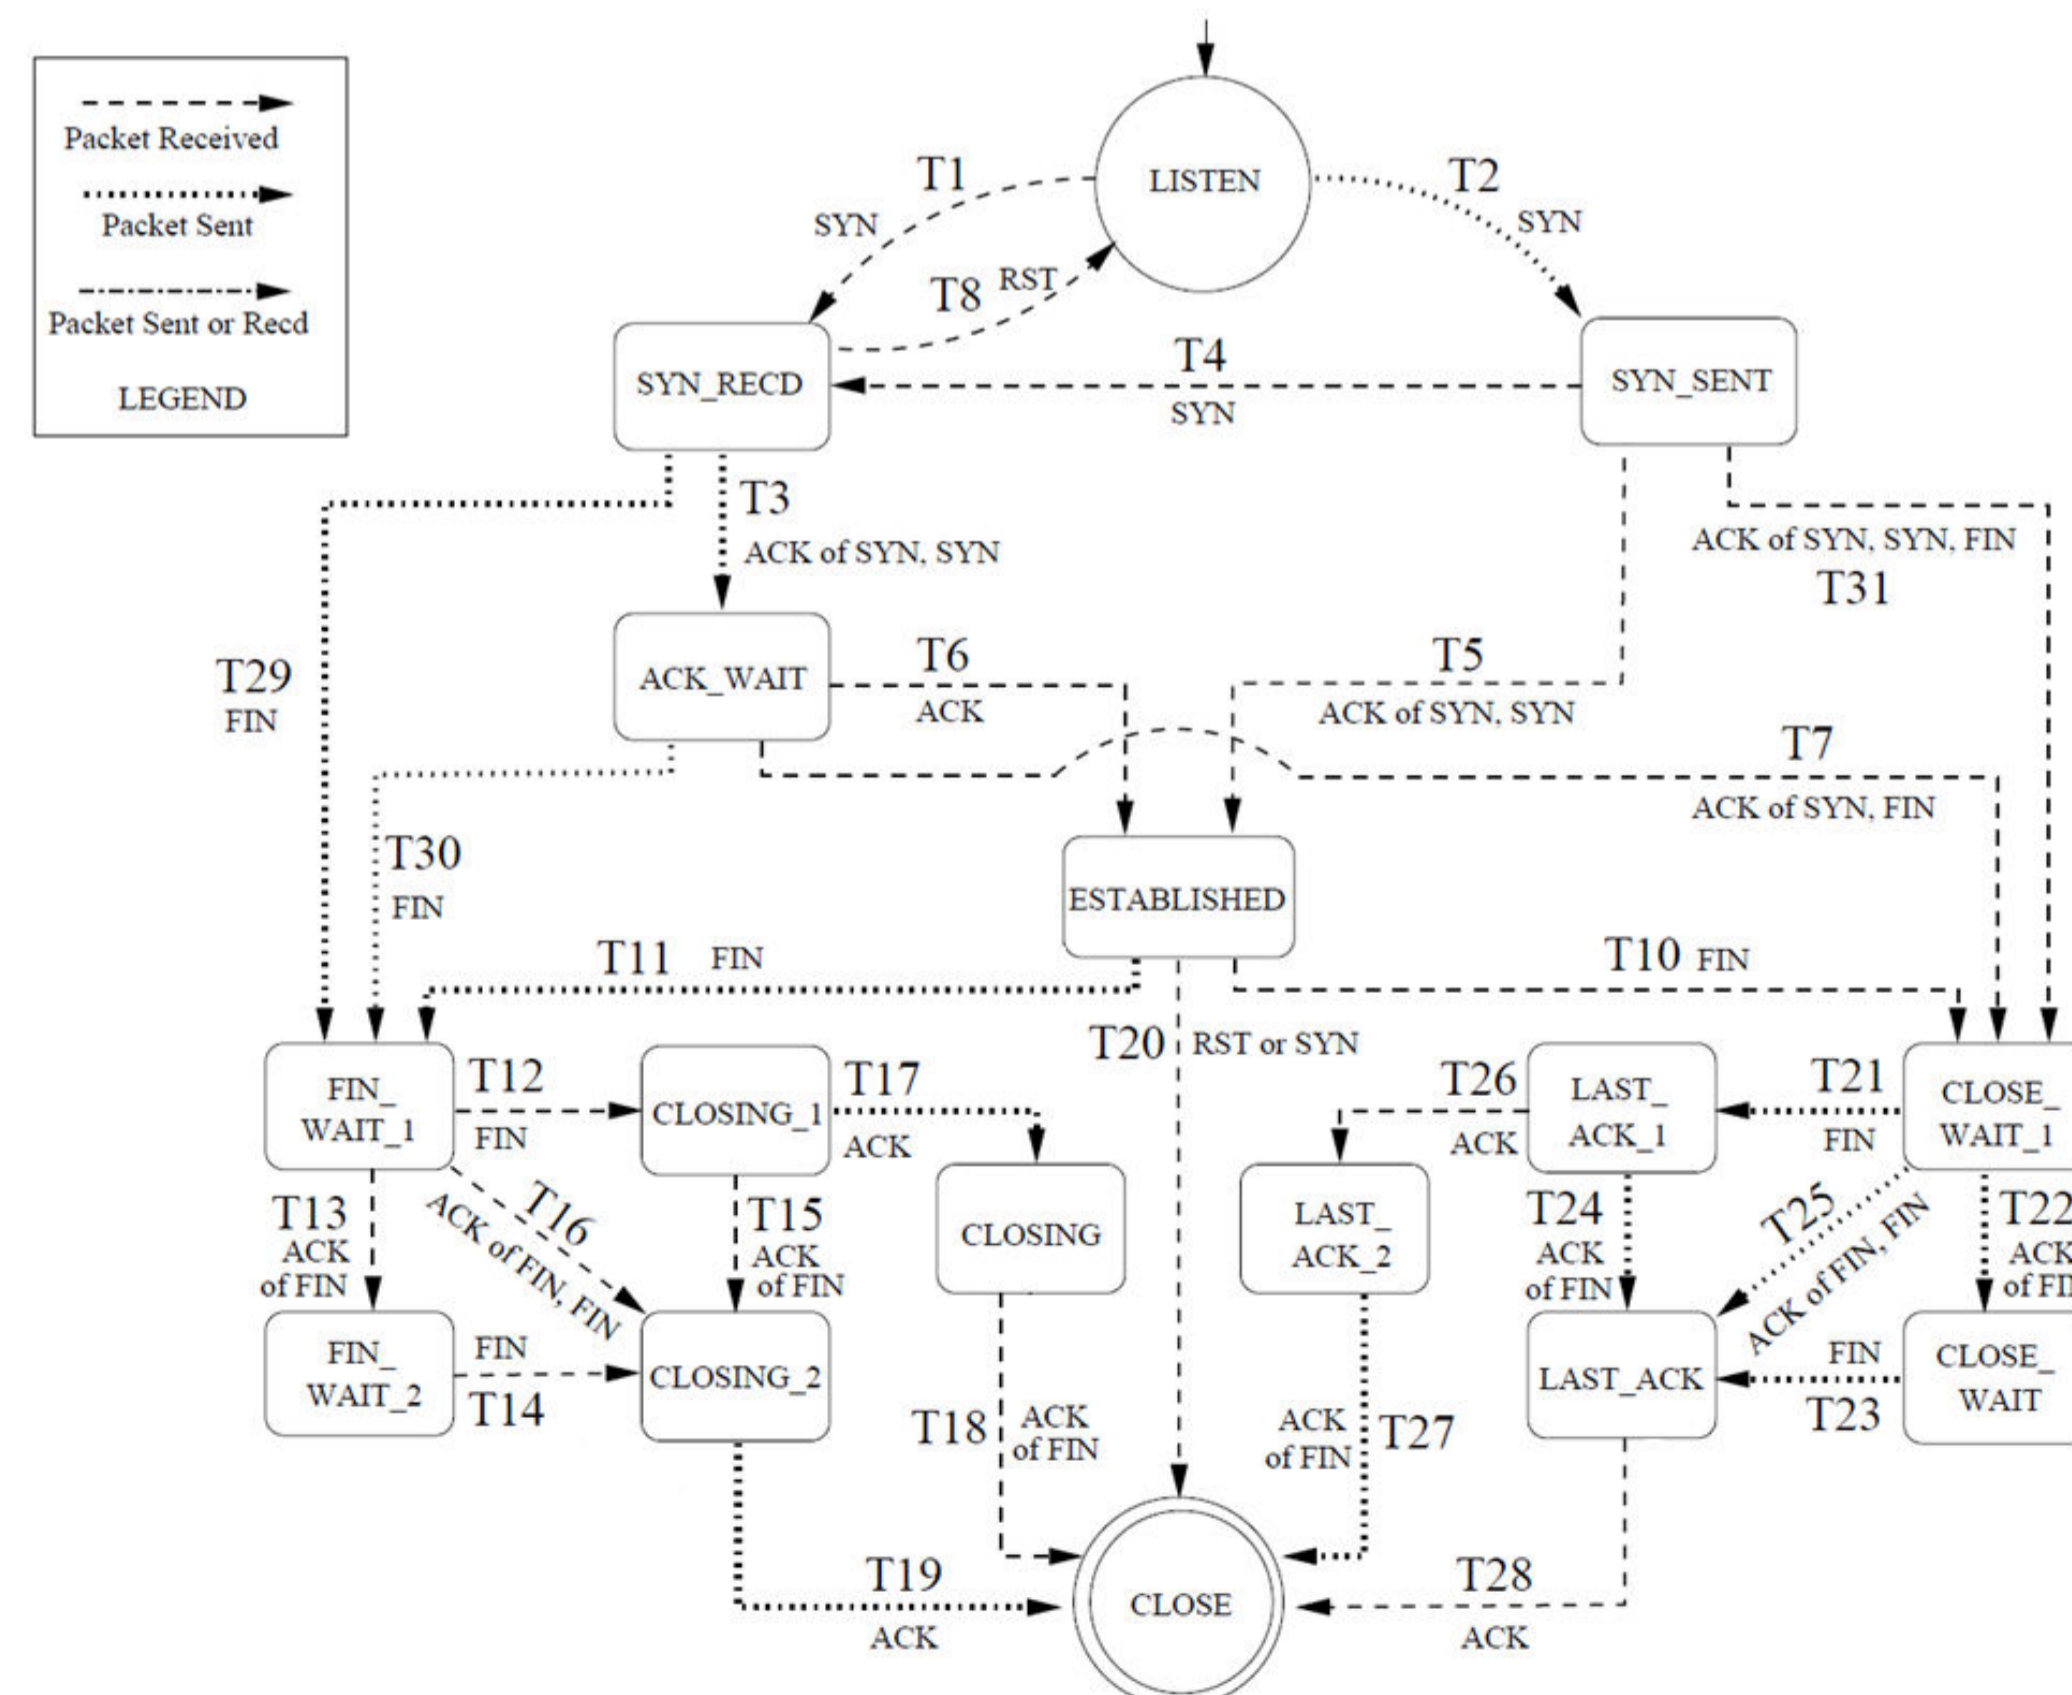 Packet Received
Packet Sent
Packet Sent or Recd
LEGEND
LISTEN
T1
SYN
T2
SYN
T8
RST
SYN_RECD
T4
SYN
SYN_SENT
T3
ACK of SYN, SYN
ACK of SYN, SYN, FIN
T31
T29
FIN
ACK_WAIT
T6
ACK
T5
ACK of SYN, SYN
T7
ACK of SYN, FIN
T30
FIN
ESTABLISHED
T11 FIN
T10 FIN
T20 RST or SYN
FIN_
WAIT_1
T12
FIN
CLOSING_1
T17
ACK
T26
ACK
LAST_
ACK_1
T21
FIN
CLOSE_
WAIT_1
T13
ACK
of FIN
T16
ACK of FIN, FIN
T15
ACK
of FIN
CLOSING
LAST_
ACK_2
T24
ACK
of FIN
T25
ACK of FIN, FIN
T22
ACK
of FI
FIN_
WAIT_2
FIN
T14
CLOSING_2
T18
ACK
of FIN
ACK
of FIN
T27
LAST_ACK
FIN
T23
CLOSE_
WAIT
T19
ACK
CLOSE
T28
ACK